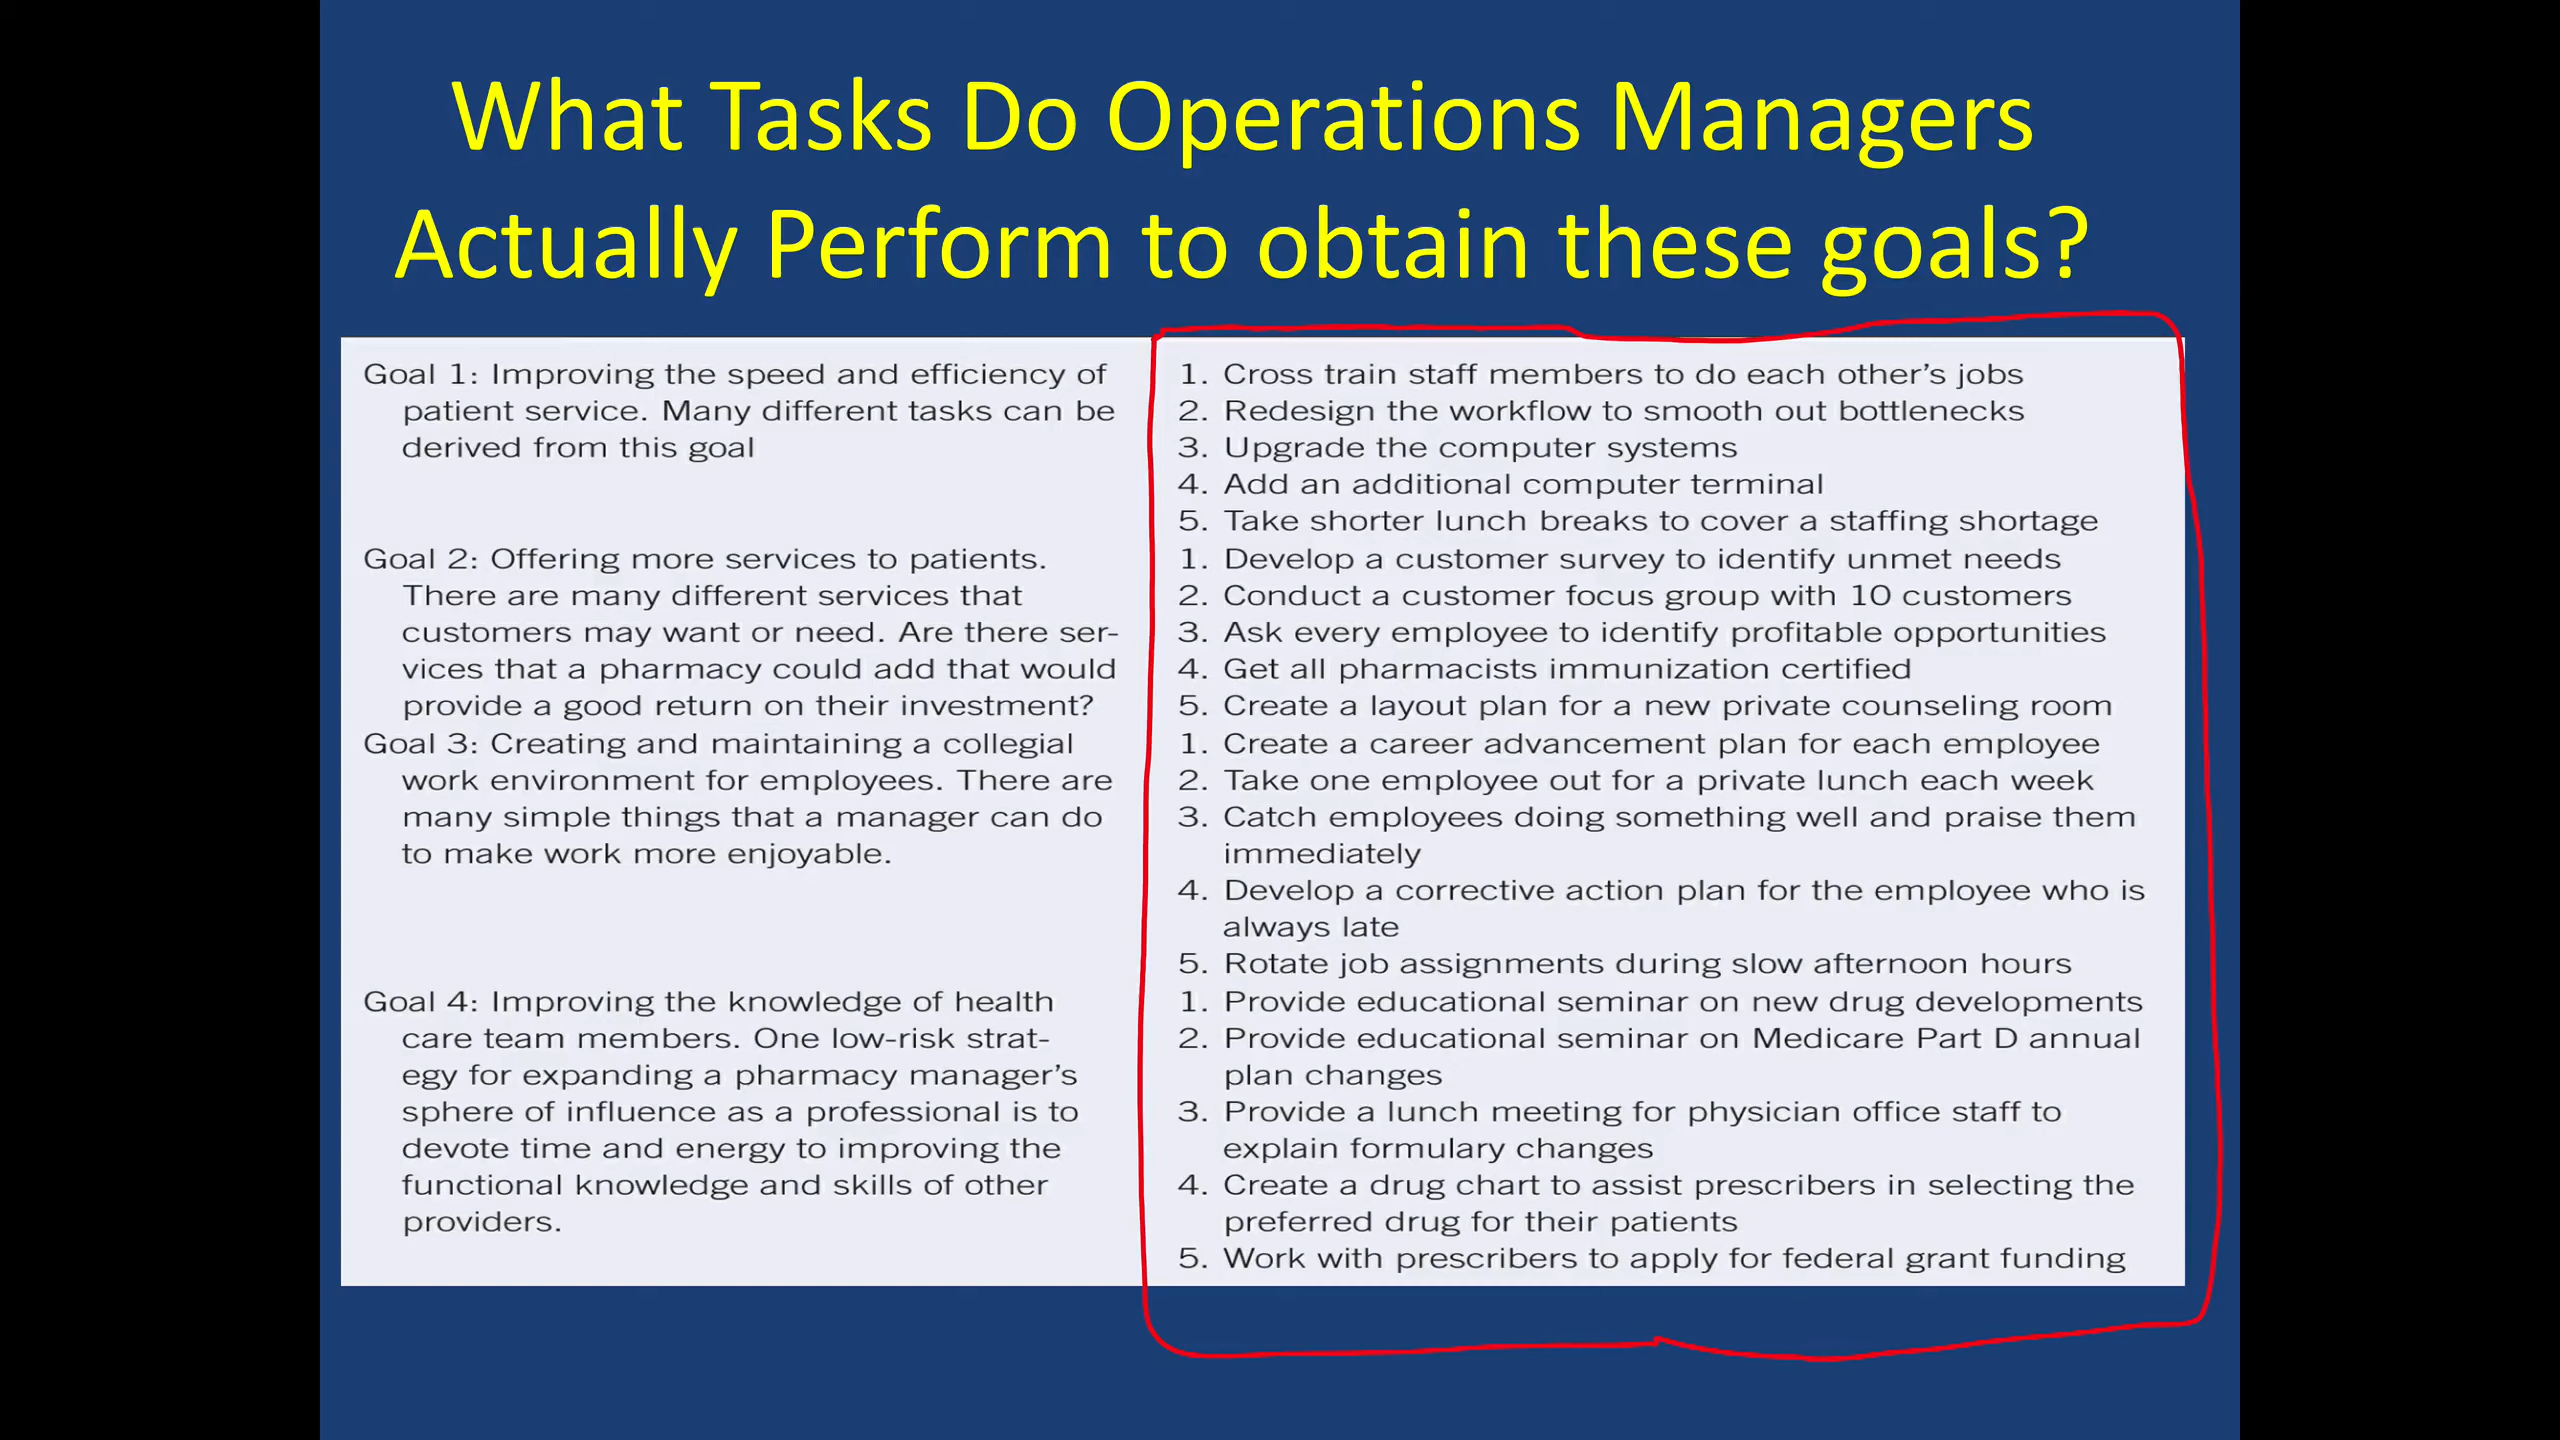 What Tasks Do Operations Managers
Actually Perform to obtain these goals?
Goal 1: Improving the speed and efficiency of
patient service. Many different tasks can be
derived from this goal
1. Cross train staff members to do each other's jobs
2. Redesign the workflow to smooth out bottlenecks
3. Upgrade the computer systems
4. Add an additional computer terminal
5. Take shorter lunch breaks to cover a staffing shortage
Goal 2: Offering more services to patients.
There are many different services that
customers may want or need. Are there ser-
vices that a pharmacy could add that would
provide a good return on their investment?
1. Develop a customer survey to identify unmet needs
2. Conduct a customer focus group with 10 customers
3. Ask every employee to identify profitable opportunities
4. Get all pharmacists immunization certified
5. Create a layout plan for a new private counseling room
Goal 3: Creating and maintaining a collegial
work environment for employees. There are
many simple things that a manager can do
to make work more enjoyable.
1. Create a career advancement plan for each employee
2. Take one employee out for a private lunch each week
3. Catch employees doing something well and praise them
immediately
4. Develop a corrective action plan for the employee who is
always late
5. Rotate job assignments during slow afternoon hours
Goal 4: Improving the knowledge of health
care team members. One low-risk strat-
egy for expanding a pharmacy manager's
sphere of influence as a professional is to
devote time and energy to improving the
functional knowledge and skills of other
providers.
1. Provide educational seminar on new drug developments
2. Provide educational seminar on Medicare Part D annual
plan changes
3. Provide a lunch meeting for physician office staff to
explain formulary changes
4. Create a drug chart to assist prescribers in selecting the
preferred drug for their patients
5. Work with prescribers to apply for federal grant funding